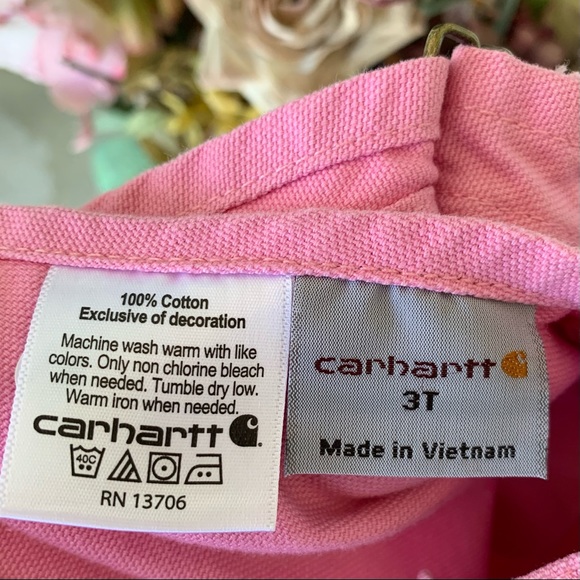 100% Cotton
Exclusive of decoration
Machine wash warm with like
colors. Only non chlorine bleach
when needed. Tumble dry low.
Warm iron when needed.
carhartt
40C
RN 13706
carhartt
3T
Made in Vietnam